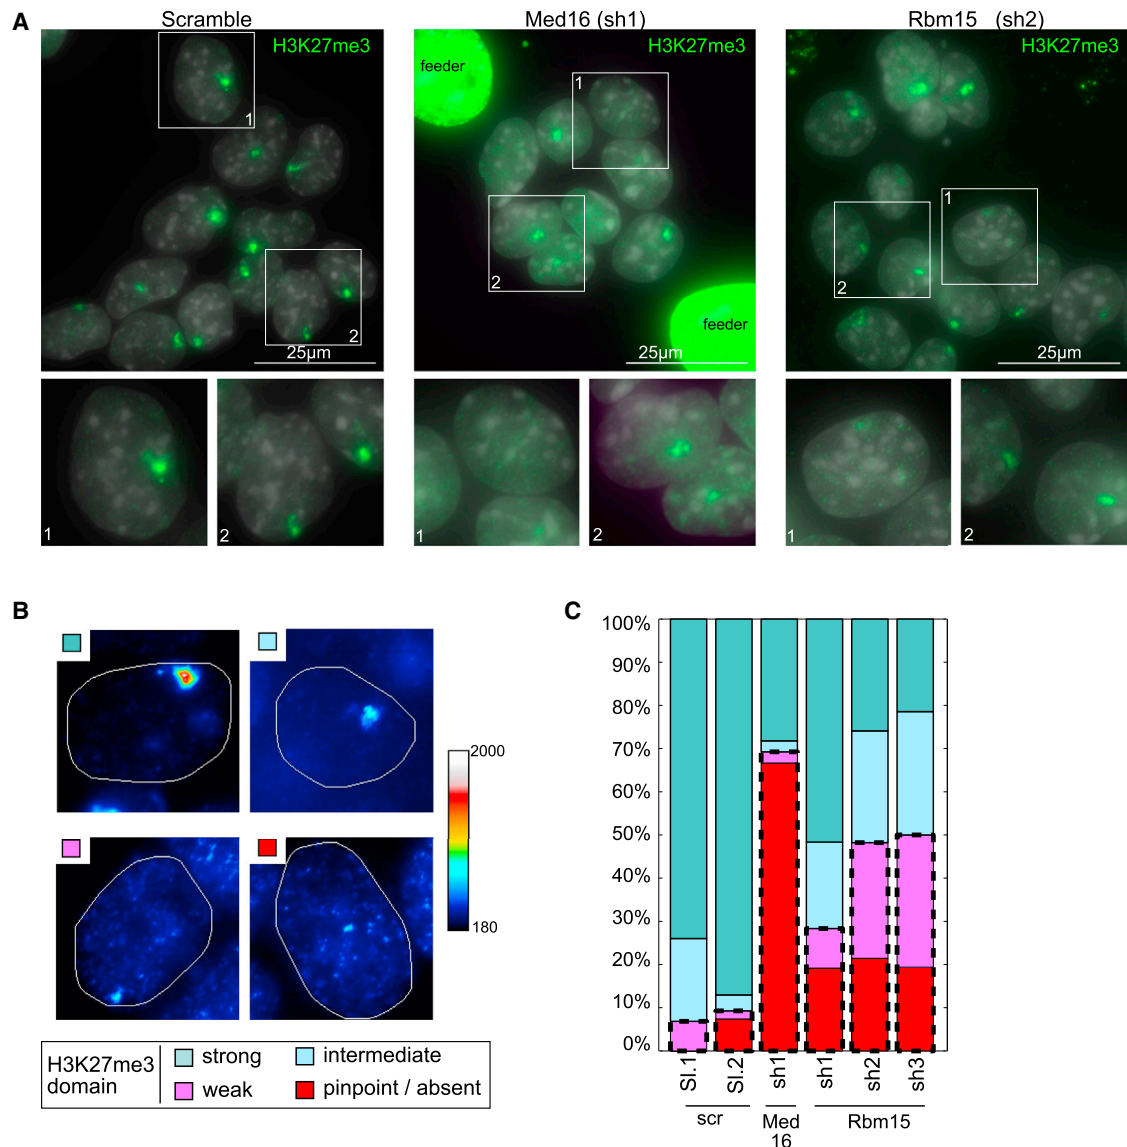 A
Scramble
Med16 (sh1)
Rbm15 (sh2)
H3K27me3
H3K27me3
H3K27me3
feeder
feeder
1
2
1
2
1
2
25µm
25µm
25µm
1
2
1
2
1
2
B
2000
180
H3K27me3
domain
strong
intermediate
weak
pinpoint / absent
C
100%
90%
80%
70%
60%
50%
40%
30%
20%
10%
0%
Sl.1
Sl.2
sh1
sh1
sh2
sh3
scr
Med
16
Rbm15